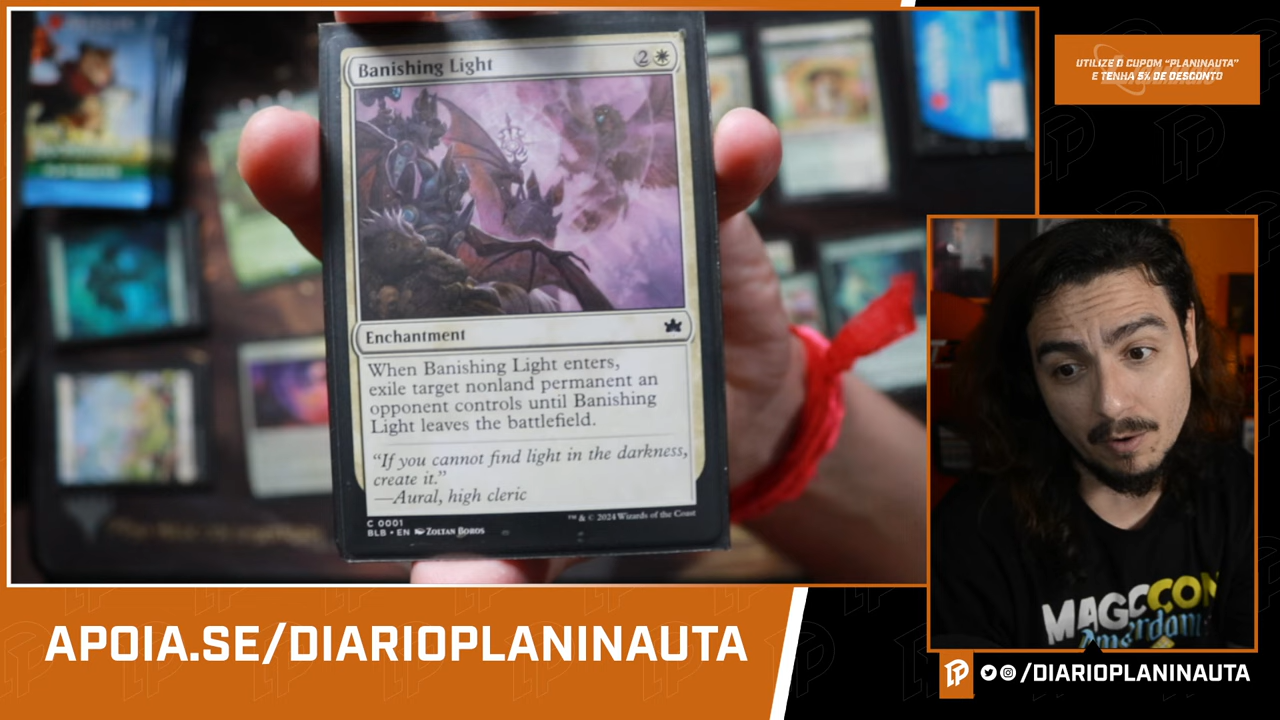 Banishing Light
2
Enchantment
When Banishing Light enters,
exile target nonland permanent an
opponent controls until Banishing
Light leaves the battlefield.
“If you cannot find light in the darkness,
create it.”
—Aural, high cleric
C 0001
BLB • EN ZOLTAN BOROS
™ & © 2024 Wizards of the Coast
UTILIZE O CUPOM “PLANINAUTA”
E TENHA 5% DE DESCONTO
MAGICCON
Amsterdam
APOIA.SE/DIARIOPLANINAUTA
/DIARIOPLANINAUTA